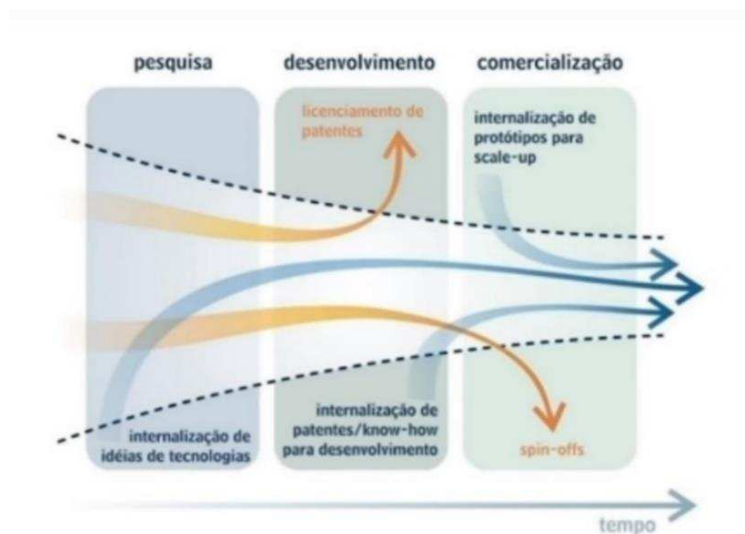 pesquisa
desenvolvimento
comercialização
licenciamento de
patentes
internalização de
protótipos para
scale-up
internalização de
idéias de tecnologias
internalização de
patentes/know-how
para desenvolvimento
spin-offs
tempo